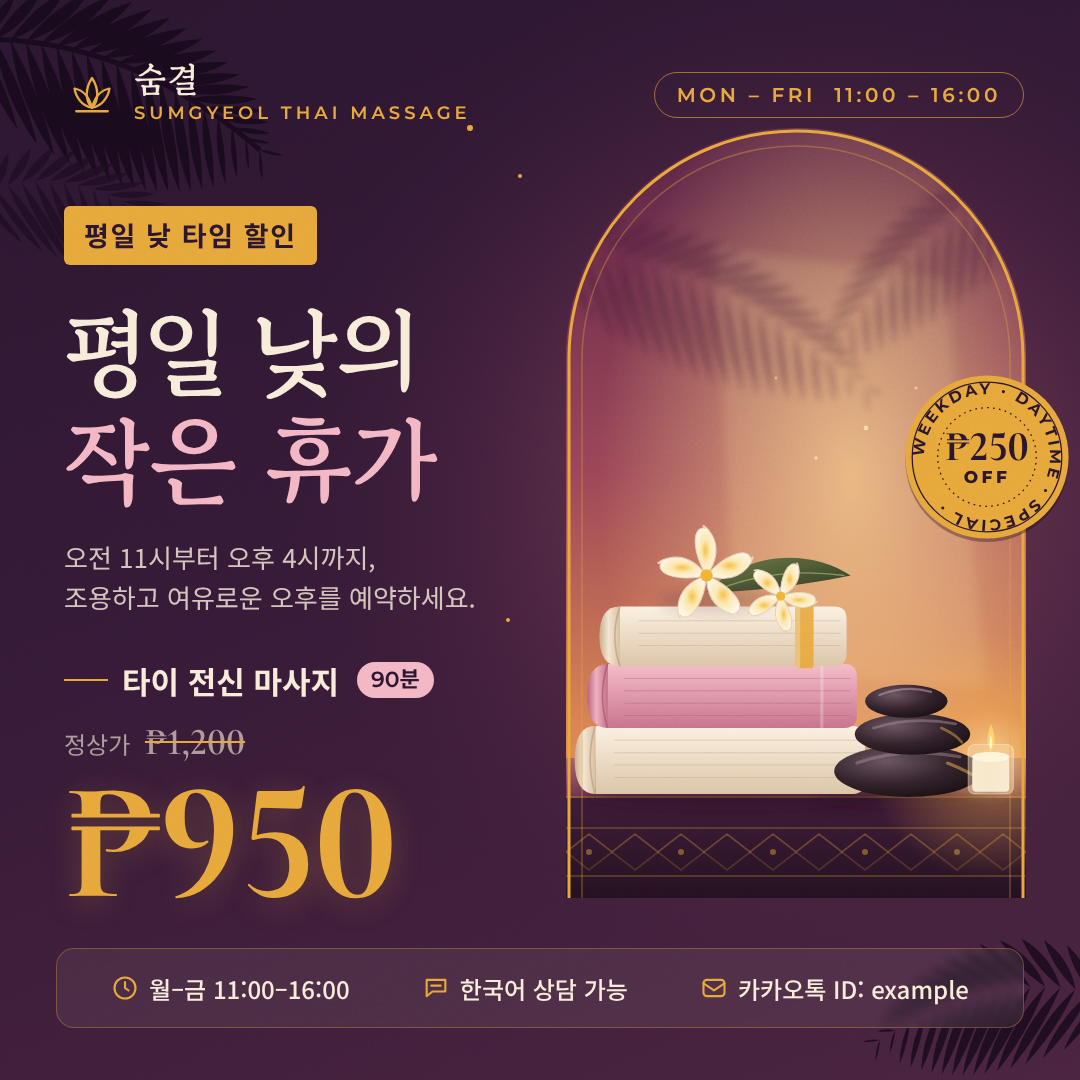 숨결
SUMGYEOL THAI MASSAGE
MON – FRI 11:00 – 16:00
평일 낮 타임 할인
평일 낮의
작은 휴가
오전 11시부터 오후 4시까지,
조용하고 여유로운 오후를 예약하세요.
타이 전신 마사지 90분
정상가 ₱1,200
₱950
WEEKDAY · DAYTIME · SPECIAL ·
₱250
OFF
월–금 11:00–16:00
한국어 상담 가능
카카오톡 ID: example